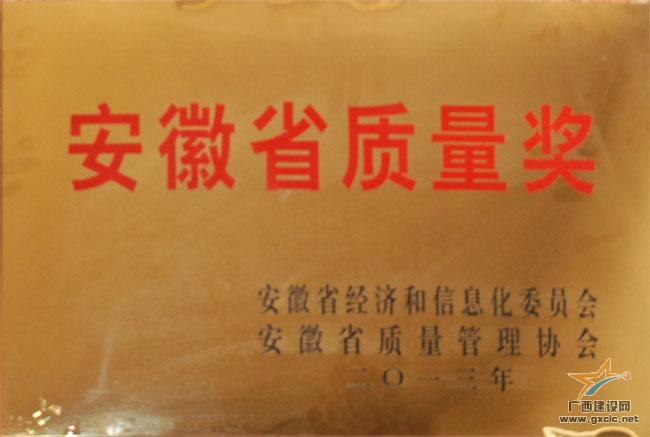 安徽省质量奖
安徽省经济和信息化委员会
安徽省质量管理协会
二〇一三年
广西建设网
www.gxcic.net